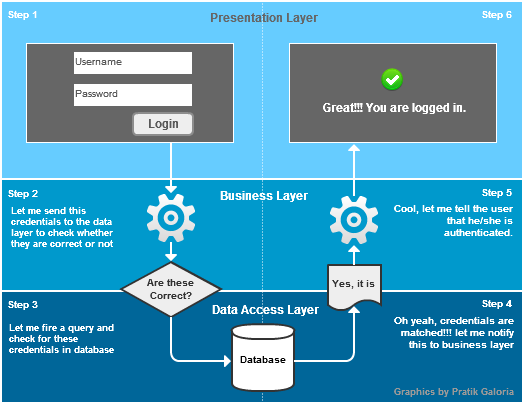 Step 1
Presentation Layer
Step 6
Username
Password
Login
Great!!! You are logged in.
Step 2
Business Layer
Step 5
Let me send this
credentials to the data
layer to check whether
they are correct or not
Cool, let me tell the user
that he/she is
authenticated.
Are these
Correct?
Yes, it is
Step 3
Data Access Layer
Step 4
Let me fire a query and
check for these
credentials in database
Database
Oh yeah, credentials are
matched!!! let me notify
this to business layer
Graphics by Pratik Galoria